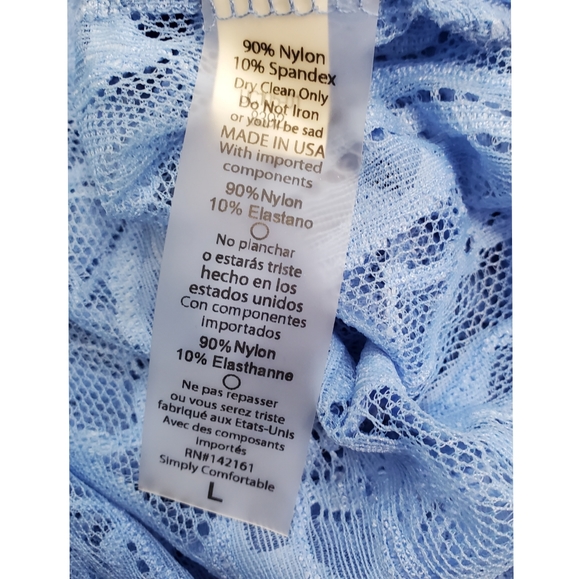 90% Nylon
10% Spandex
Dry Clean Only
Do Not Iron
or you'll be sad
MADE IN USA
With imported
components
90%Nylon
10% Elastano
No planchar
o estarás triste
hecho en los
estados unidos
Con componentes
importados
90%Nylon
10% Elasthanne
Ne pas repasser
ou vous serez triste
fabriqué aux Etats-Unis
Avec des composants
importés
RN#142161
Simply Comfortable
L